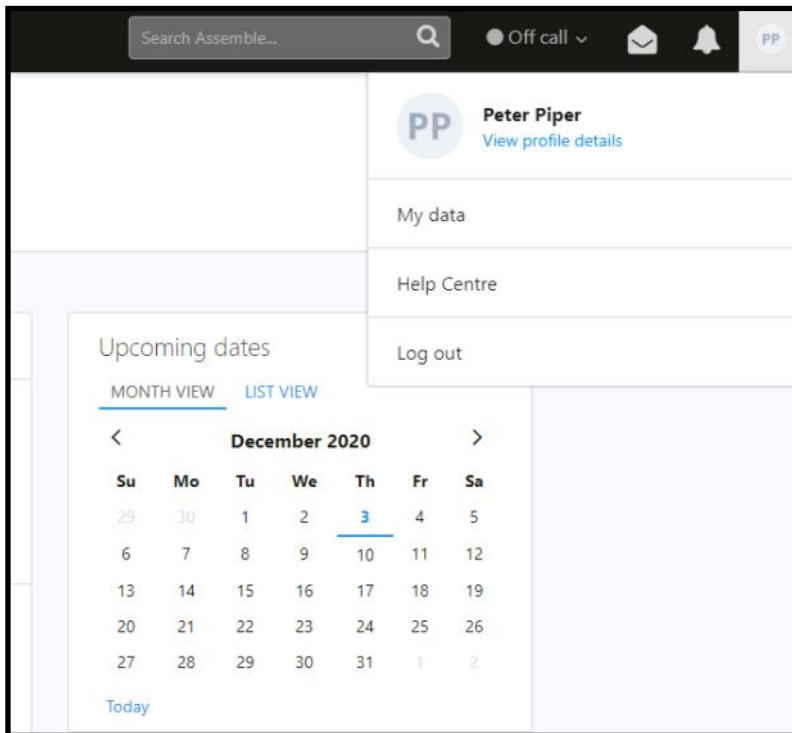 Search Assemble... Off call PP
PP Peter Piper
View profile details
My data
Help Centre
Log out
Upcoming dates
MONTH VIEW LIST VIEW
December 2020
Su Mo Tu We Th Fr Sa
29 30 1 2 3 4 5
6 7 8 9 10 11 12
13 14 15 16 17 18 19
20 21 22 23 24 25 26
27 28 29 30 31 1 2
Today